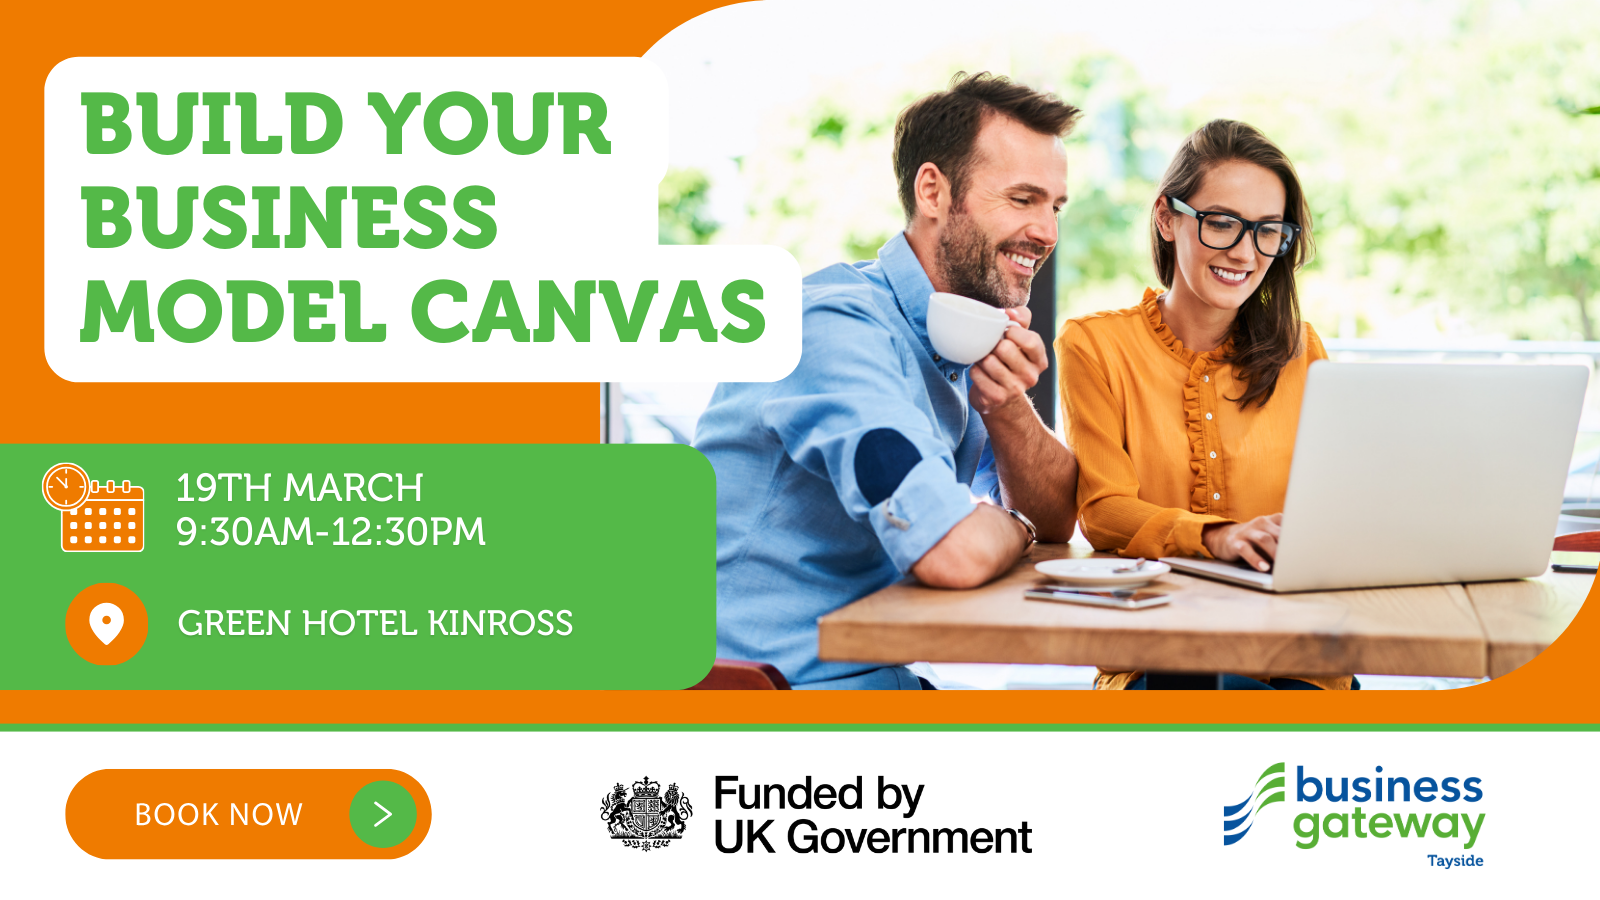 BUILD YOUR
BUSINESS
MODEL CANVAS
19TH MARCH
9:30AM-12:30PM
GREEN HOTEL KINROSS
BOOK NOW
Funded by
UK Government
business
gateway
Tayside